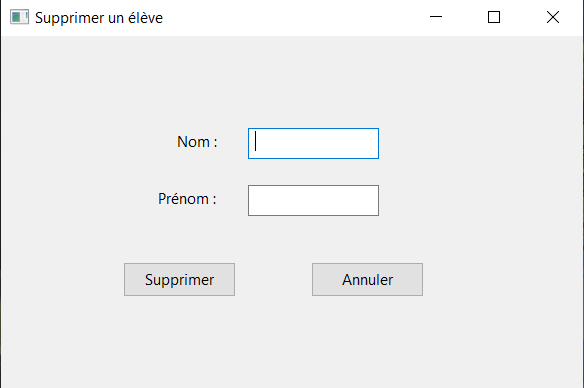 Supprimer un élève
Nom :
Prénom :
Supprimer Annuler